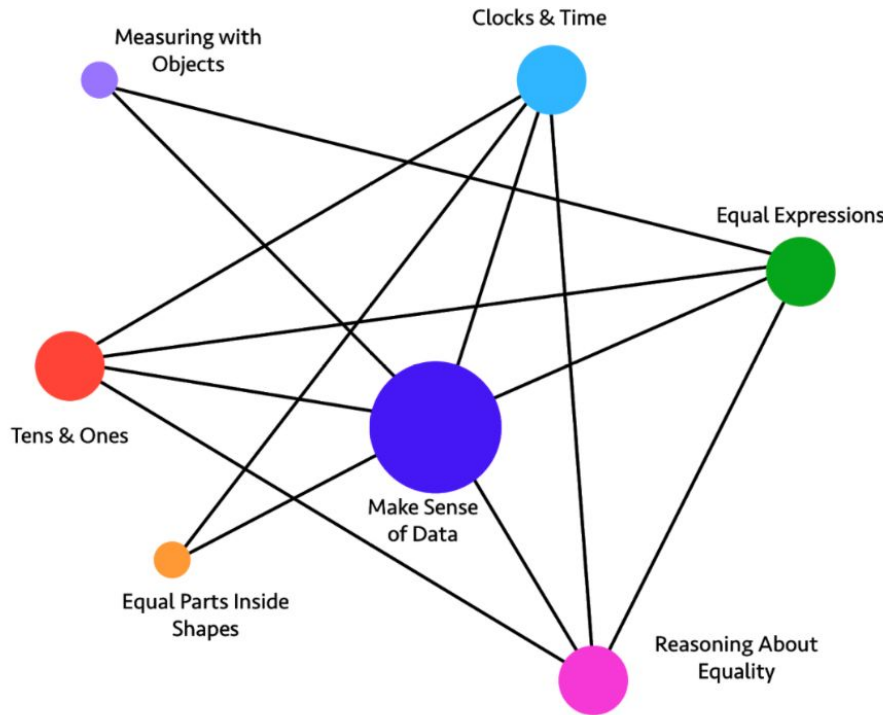 Clocks & Time
Measuring with
Objects
Equal Expressions
Tens & Ones
Make Sense
of Data
Equal Parts Inside
Shapes
Reasoning About
Equality